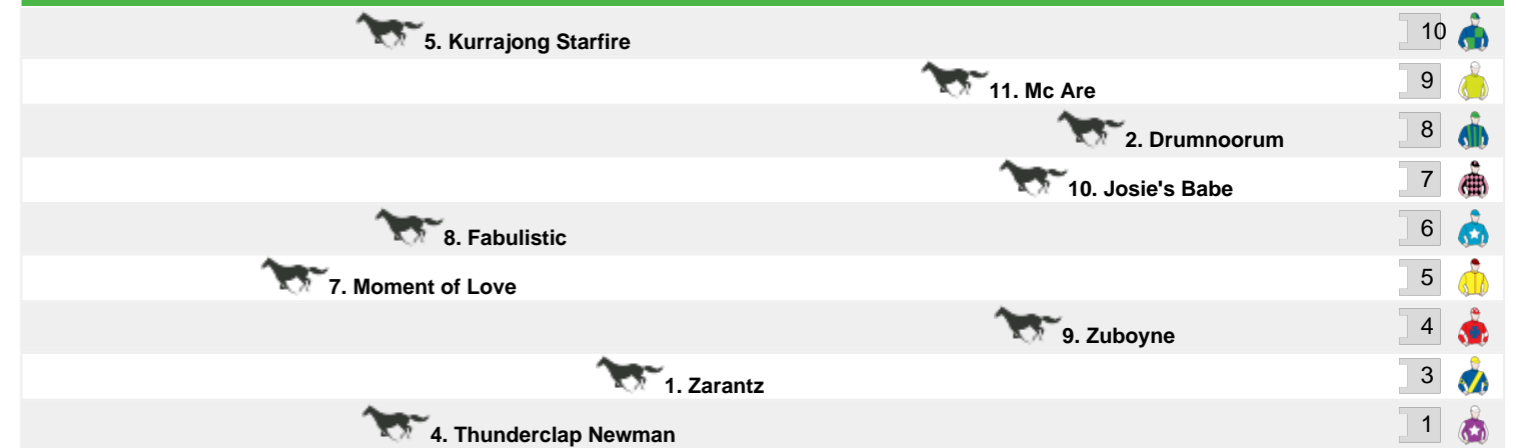 5. Kurrajong Starfire 10
11. Mc Are 9
2. Drumnoorum 8
10. Josie's Babe 7
8. Fabulistic 6
7. Moment of Love 5
9. Zuboyne 4
1. Zarantz 3
4. Thunderclap Newman 1